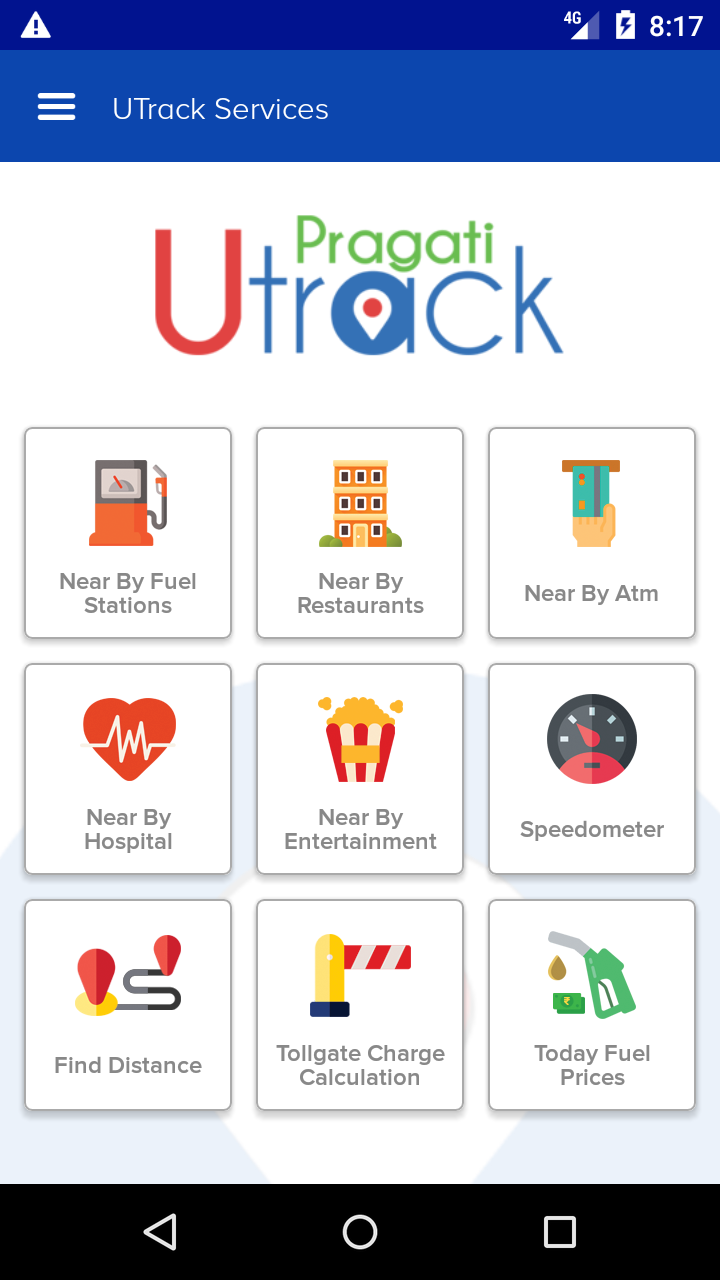 4G 8:17
UTrack Services
Pragati
Utrack
Near By Fuel
Stations
Near By
Restaurants
Near By Atm
Near By
Hospital
Near By
Entertainment
Speedometer
Find Distance
Tollgate Charge
Calculation
Today Fuel
Prices